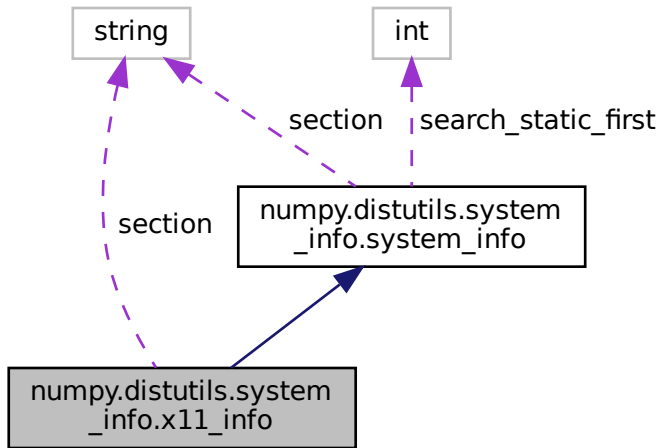 string
int
section
search_static_first
numpy.distutils.system
_info.system_info
section
numpy.distutils.system
_info.x11_info